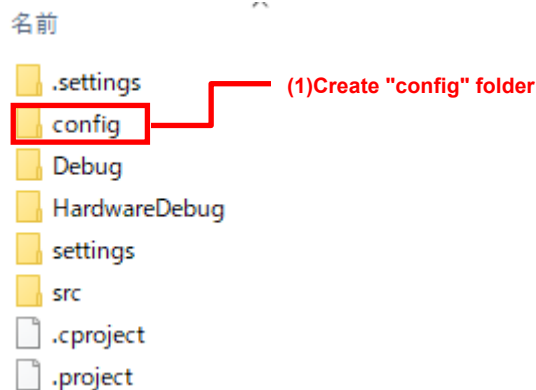 名前
.settings
(1)Create "config" folder
config
Debug
HardwareDebug
settings
src
.cproject
.project